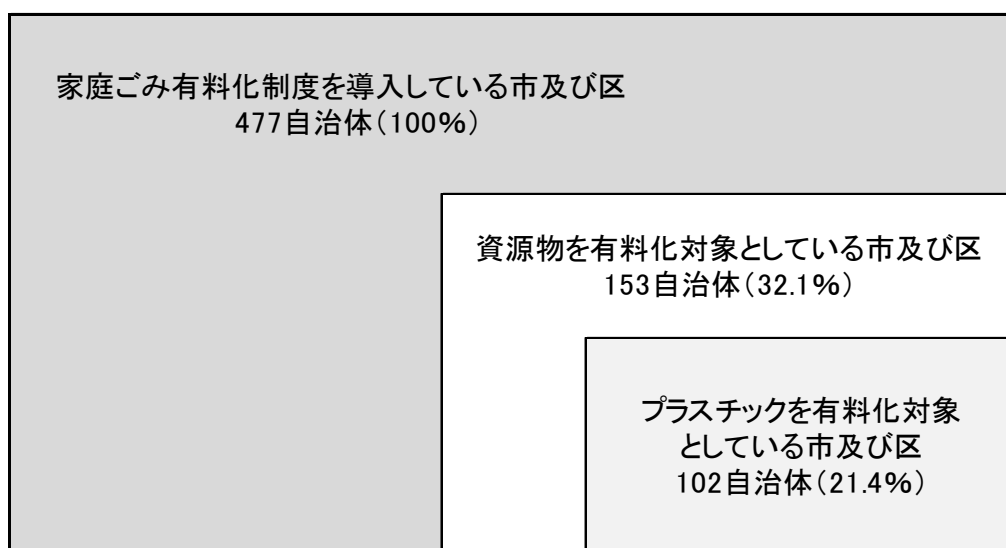 家庭ごみ有料化制度を導入している市及び区
477自治体（100％）
資源物を有料化対象としている市及び区
153自治体（32.1％）
プラスチックを有料化対象
としている市及び区
102自治体（21.4％）